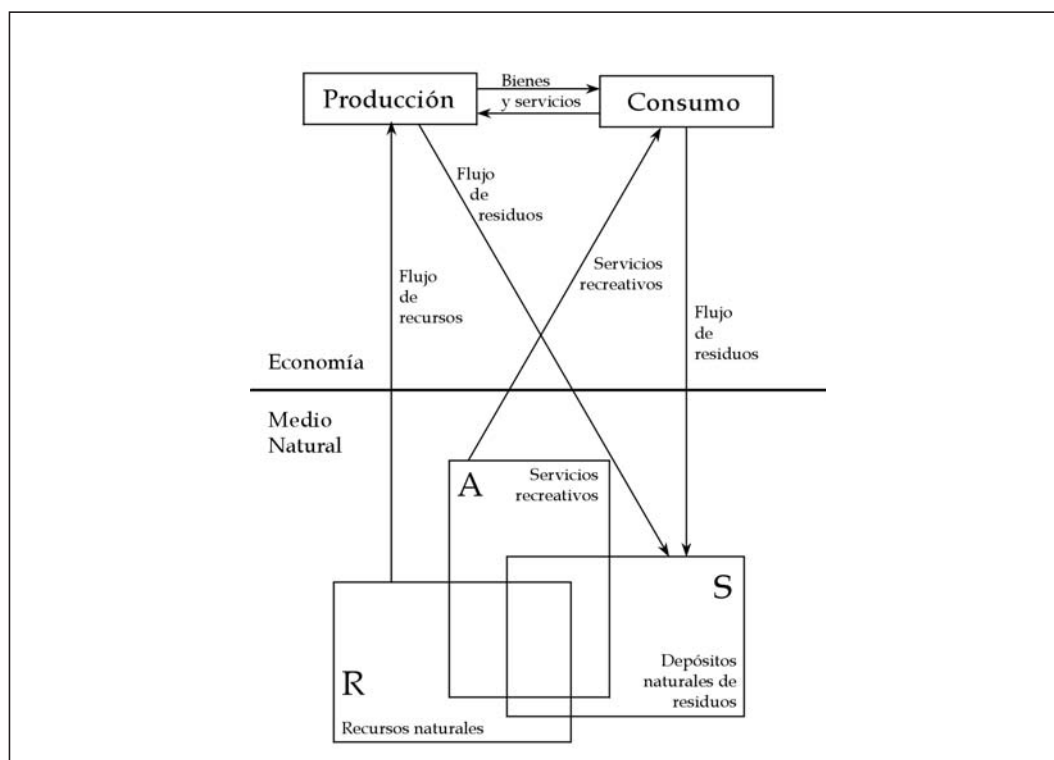 Producción
Bienes
y servicios
Consumo
Flujo
de
residuos
Servicios
recreativos
Flujo
de
recursos
Flujo
de
residuos
Economía
Medio
Natural
A
Servicios
recreativos
S
Depósitos
naturales de
residuos
R
Recursos naturales